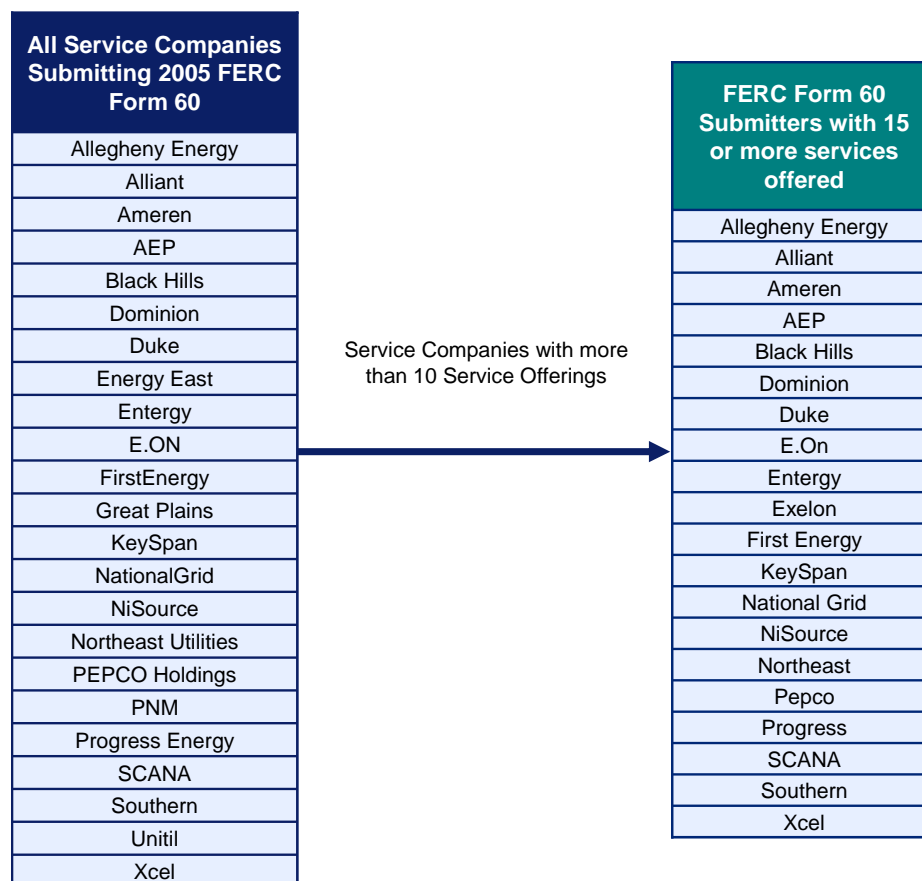 All Service Companies
Submitting 2005 FERC
Form 60
Allegheny Energy
Alliant
Ameren
AEP
Black Hills
Dominion
Duke
Energy East
Entergy
E.ON
FirstEnergy
Great Plains
KeySpan
NationalGrid
NiSource
Northeast Utilities
PEPCO Holdings
PNM
Progress Energy
SCANA
Southern
Unitil
Xcel
Service Companies with more
than 10 Service Offerings
FERC Form 60
Submitters with 15
or more services
offered
Allegheny Energy
Alliant
Ameren
AEP
Black Hills
Dominion
Duke
E.On
Entergy
Exelon
First Energy
KeySpan
National Grid
NiSource
Northeast
Pepco
Progress
SCANA
Southern
Xcel